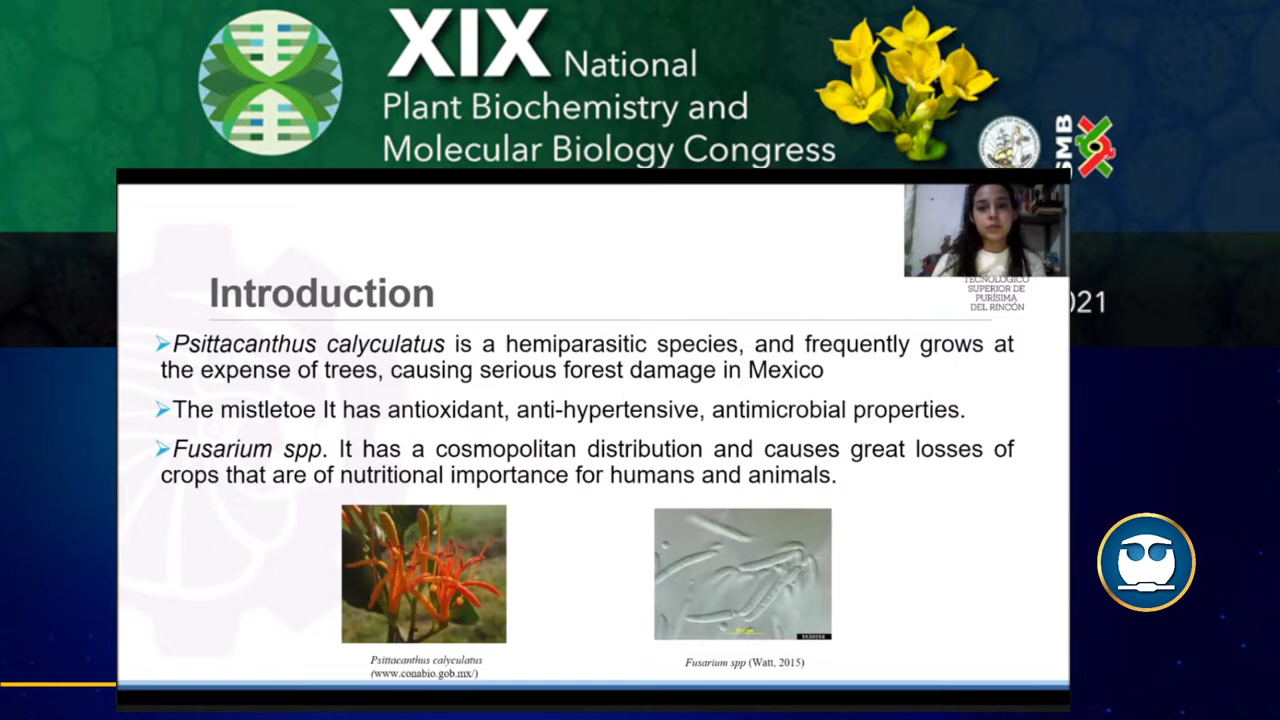 XIX National
Plant Biochemistry and
Molecular Biology Congress
SMB
021
TECNOLÓGICO
SUPERIOR DE
PURÍSIMA
DEL RINCÓN
Introduction
➢Psittacanthus calyculatus is a hemiparasitic species, and frequently grows at
the expense of trees, causing serious forest damage in Mexico
➢The mistletoe It has antioxidant, anti-hypertensive, antimicrobial properties.
➢Fusarium spp. It has a cosmopolitan distribution and causes great losses of
crops that are of nutritional importance for humans and animals.
Psittacanthus calyculatus
(www.conabio.gob.mx/)
Fusarium spp (Watt, 2015)